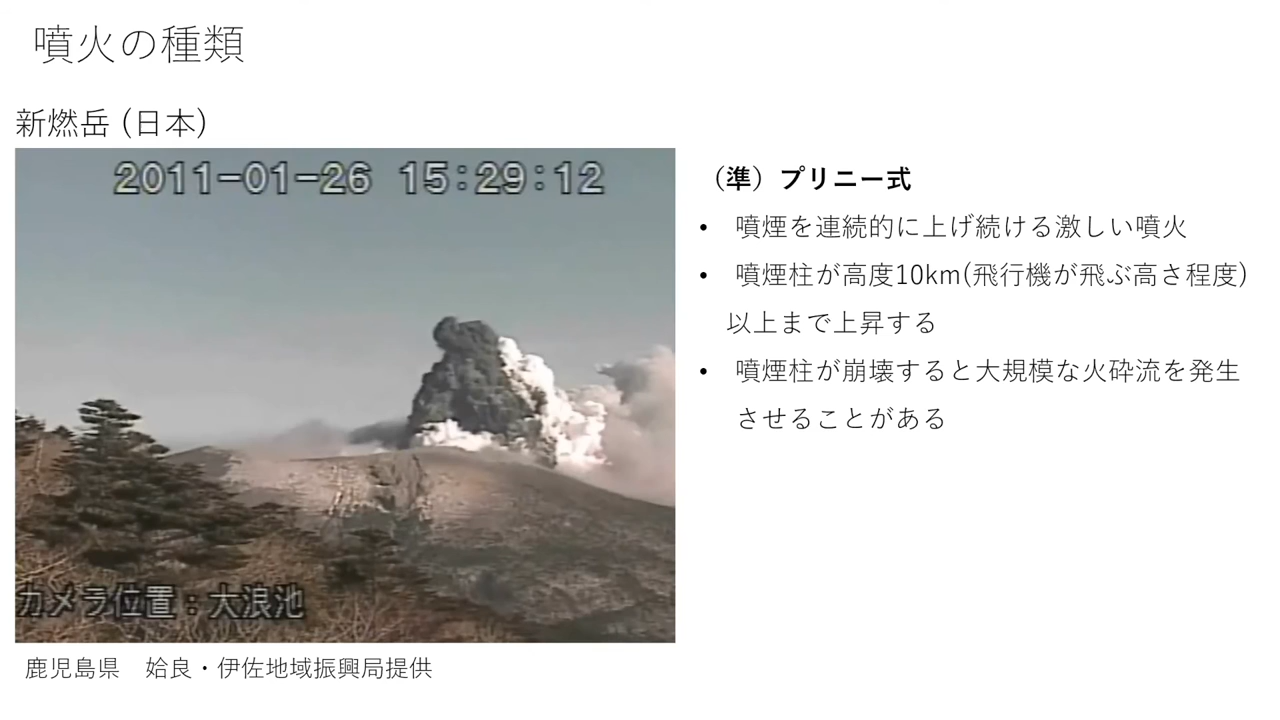 噴火の種類
新燃岳 (日本)
2011-01-26 15:29:12
カメラ位置：大浪池
鹿児島県　姶良・伊佐地域振興局提供
（準）プリニー式
• 噴煙を連続的に上げ続ける激しい噴火
• 噴煙柱が高度10km(飛行機が飛ぶ高さ程度)
以上まで上昇する
• 噴煙柱が崩壊すると大規模な火砕流を発生
させることがある